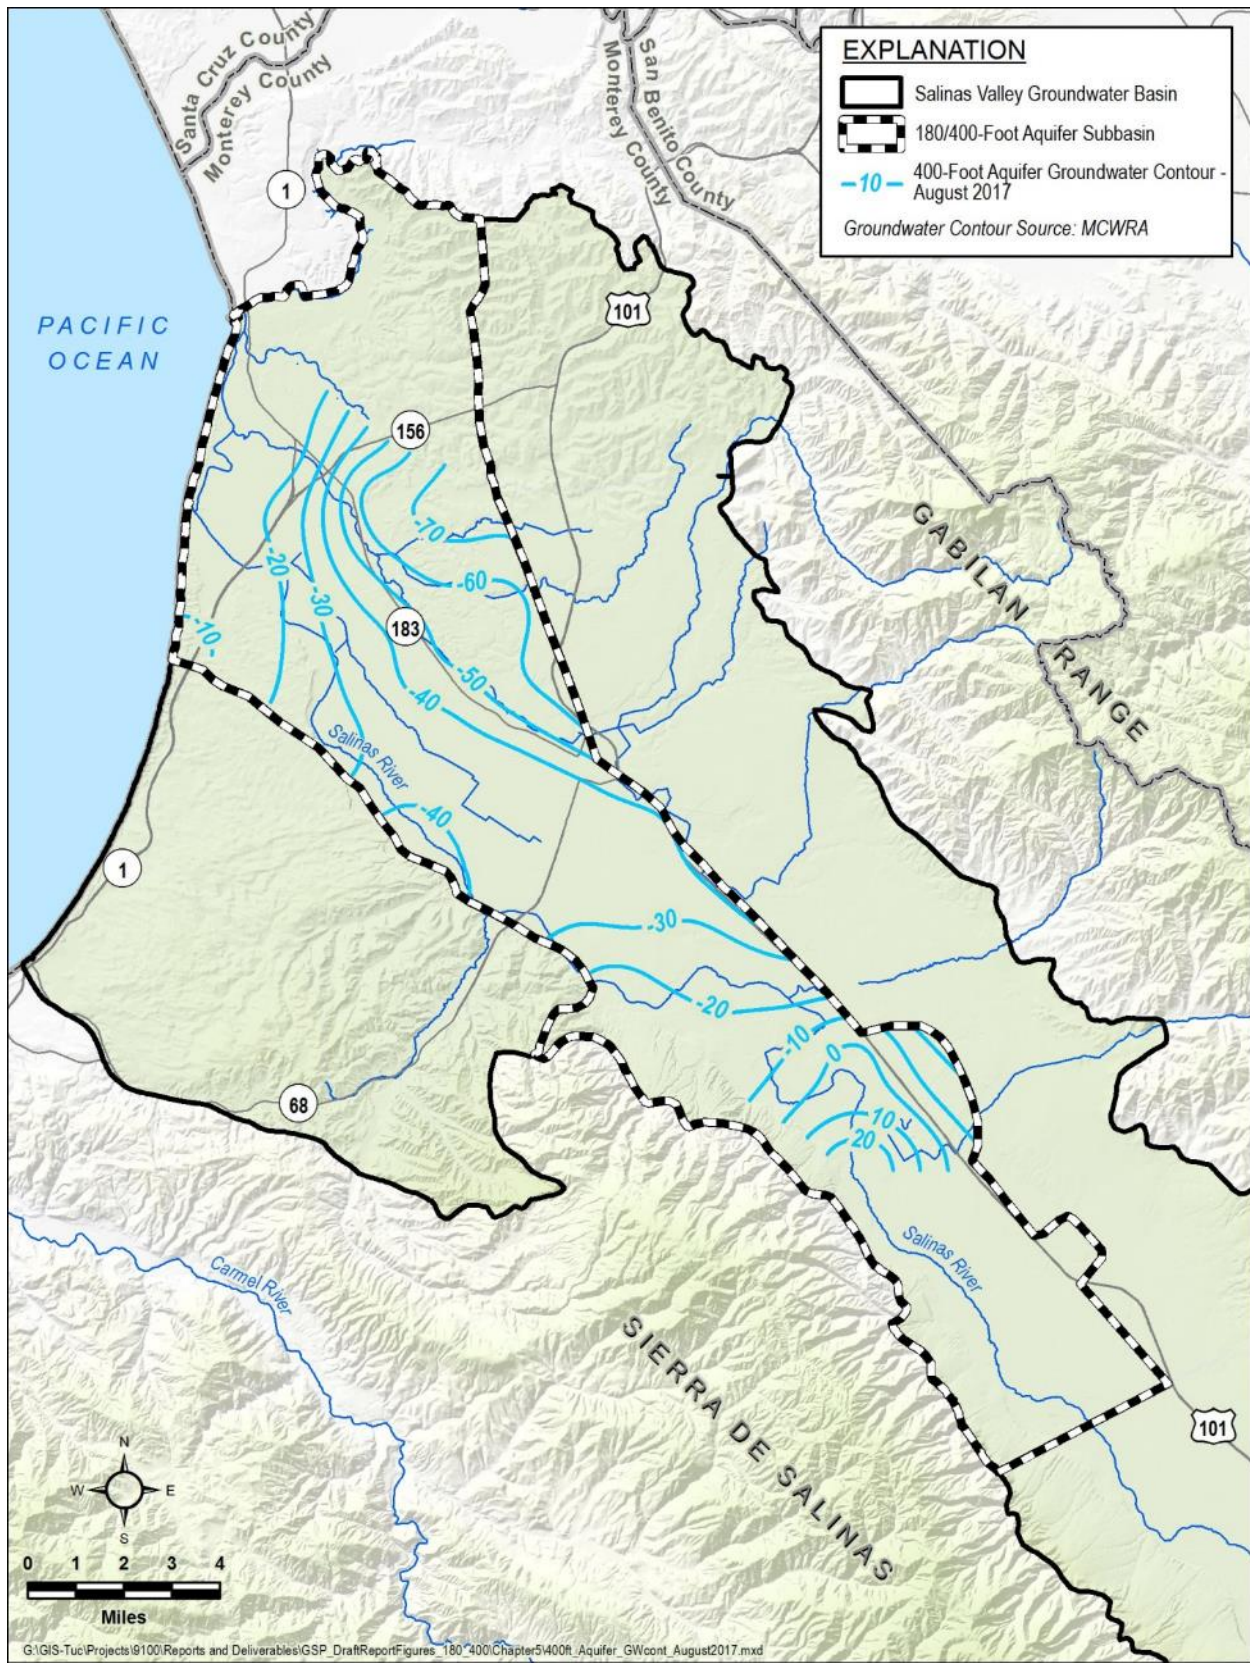 EXPLANATION
Salinas Valley Groundwater Basin
180/400-Foot Aquifer Subbasin
-10-
400-Foot Aquifer Groundwater Contour -
August 2017
Groundwater Contour Source: MCWRA
Santa Cruz County
Monterey County
San Benito County
Monterey County
1
101
PACIFIC
OCEAN
156
-70
-20
-60
-30
183
-10-
-50
-40
GABILAN
RANGE
Salinas River
-40
1
-30
-20
-10
0
10
20
68
Salinas River
Carmel River
SIERRA DE SALINAS
101
N
W
E
S
0 1 2 3 4
Miles
G:\GIS-Tuc\Projects\9100\Reports and Deliverables\GSP_DraftReportFigures_180_400\Chapter5\400ft_Aquifer_GWcont_August2017.mxd